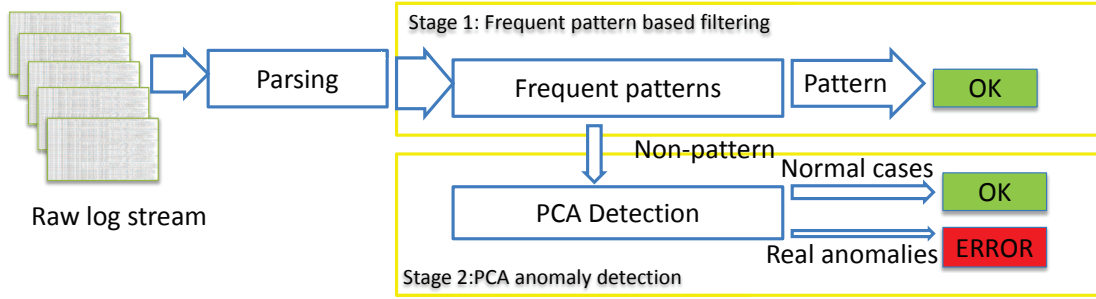 Stage 1: Frequent pattern based filtering
Parsing
Frequent patterns
Pattern
OK
Raw log stream
Non-pattern
PCA Detection
Normal cases
OK
Real anomalies
ERROR
Stage 2:PCA anomaly detection